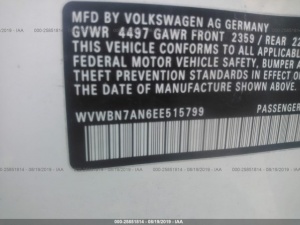 MFD BY VOLKSWAGEN AG GERMANY
GVWR 4497 GAWR FRONT 2359 / REAR 22
THIS VEHICLE CONFORMS TO ALL APPLICABL
FEDERAL MOTOR VEHICLE SAFETY, BUMPER A
THEFT PREVENTION STANDARDS IN EFFECT
THE DATE OF MANUFACTURE SHOWN ABOVE
WVWBN7AN6EE515799 PASSENGER